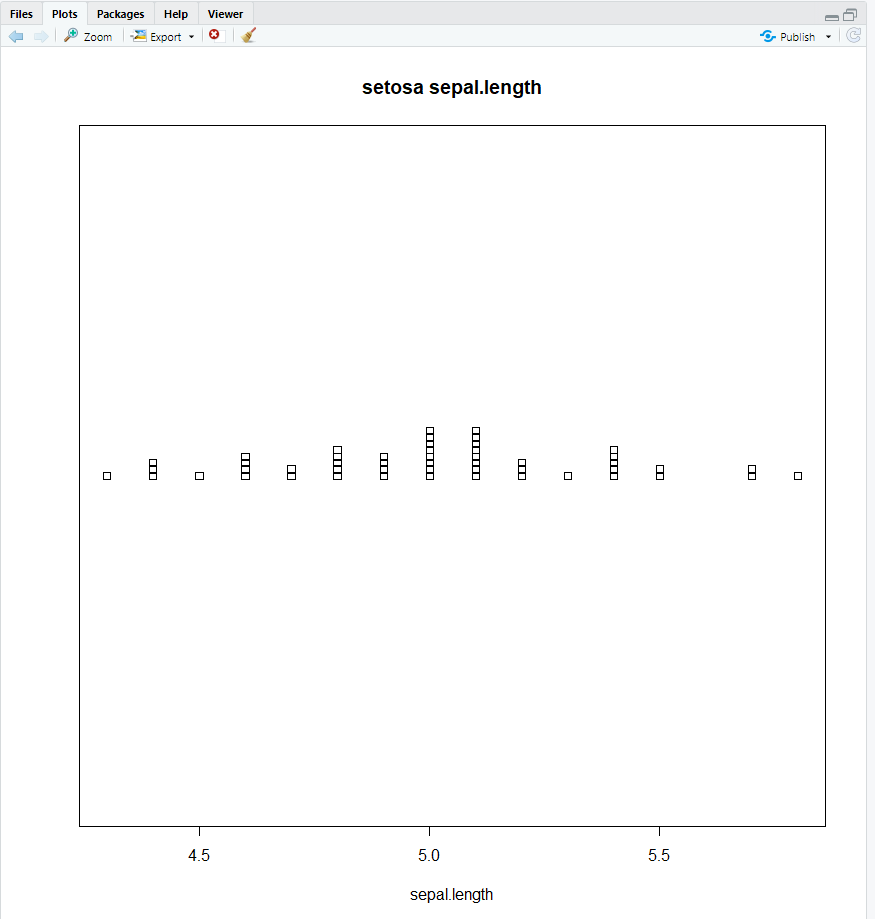 Files Plots Packages Help Viewer
Zoom Export Publish
setosa sepal.length
4.5 5.0 5.5
sepal.length